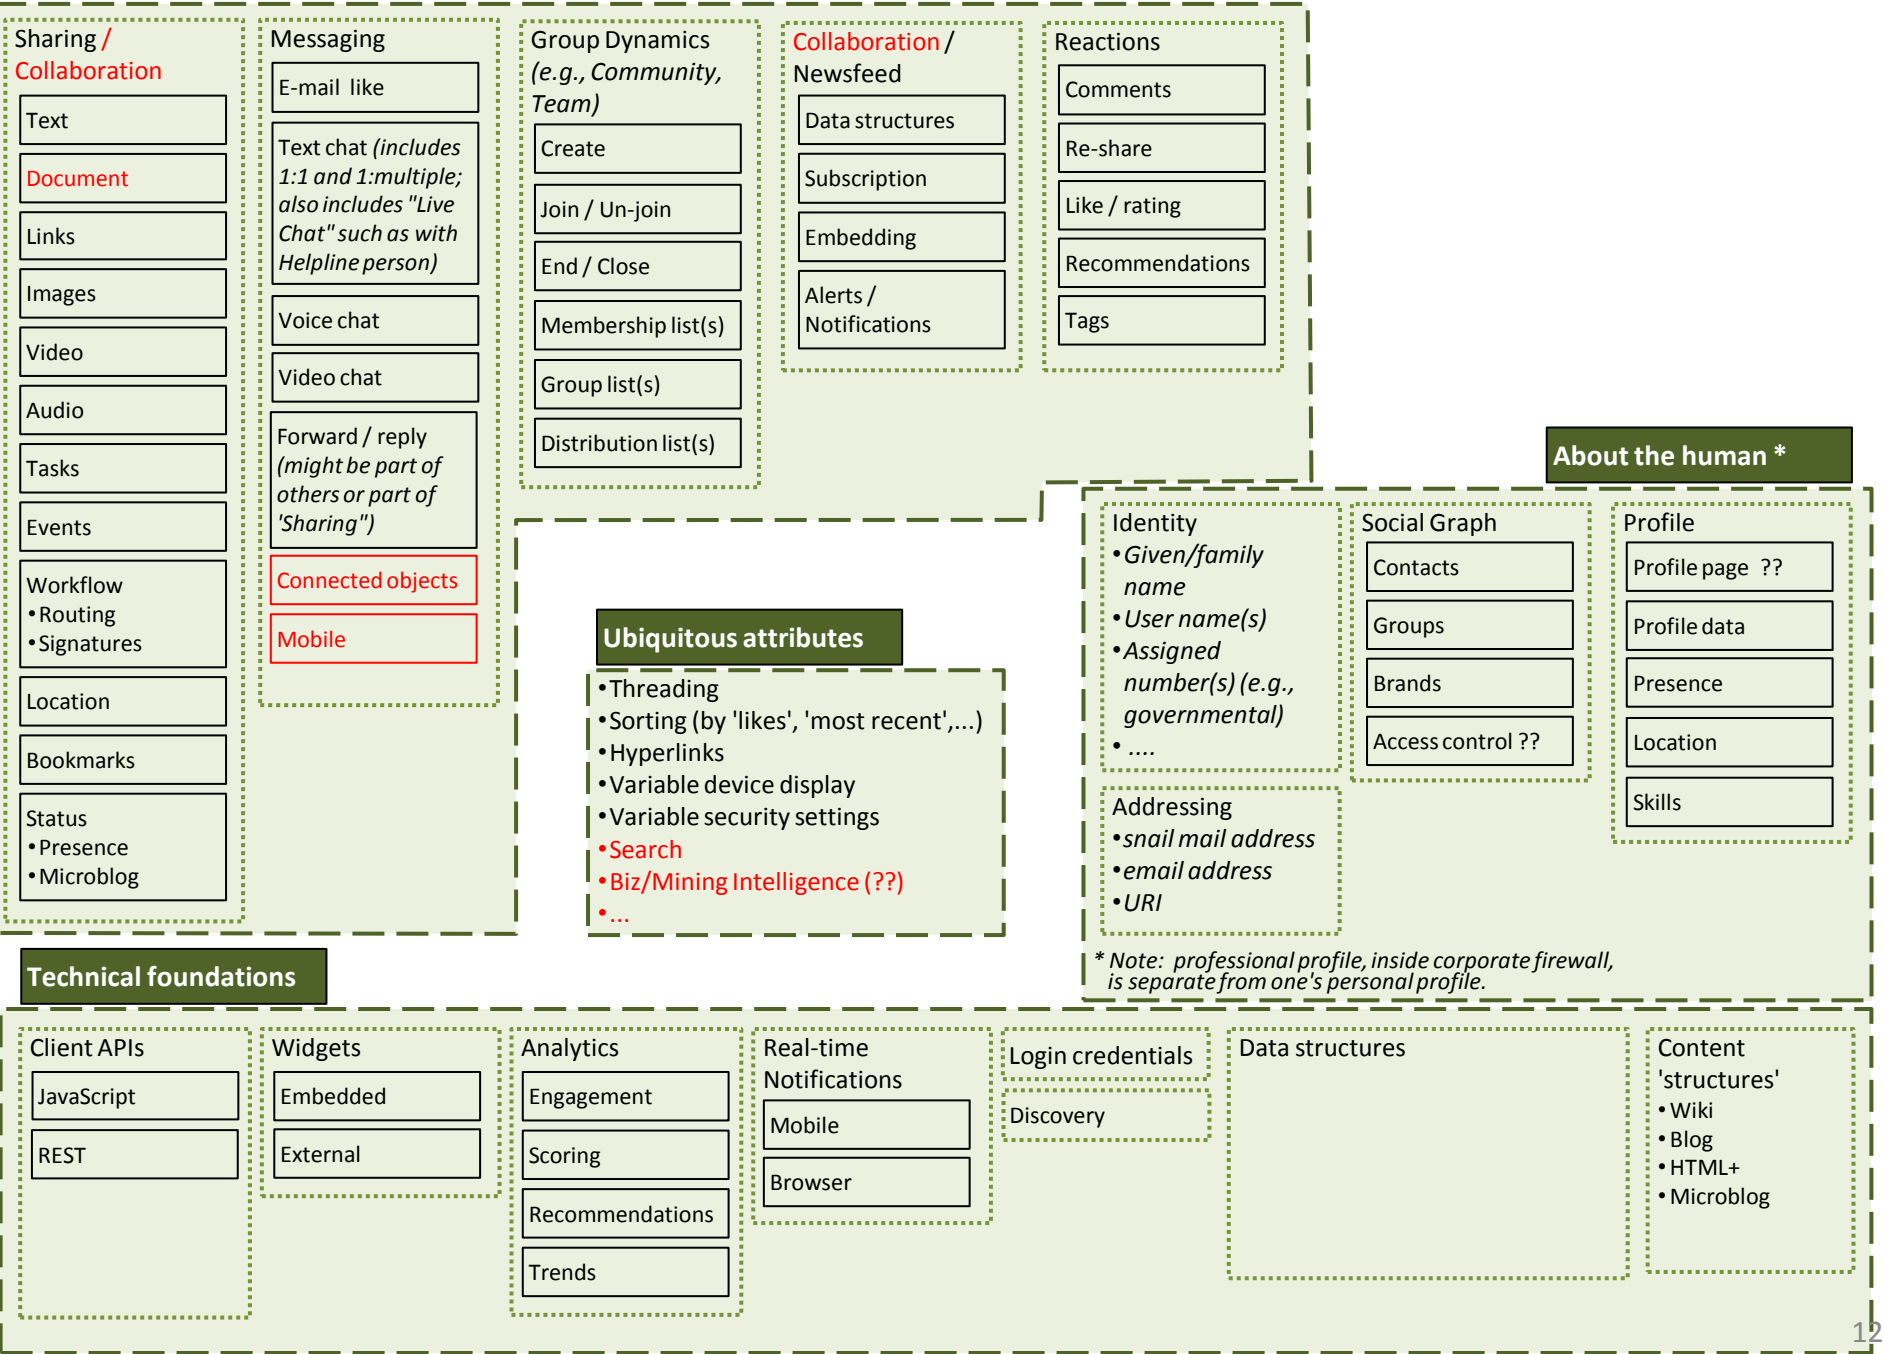 Sharing /
Collaboration
Text
Document
Links
Images
Video
Audio
Tasks
Events
Workflow
•Routing
•Signatures
Location
Bookmarks
Status
•Presence
•Microblog
Messaging
E-mail like
Text chat (includes
1:1 and 1:multiple;
also includes "Live
Chat" such as with
Helpline person)
Voice chat
Video chat
Forward / reply
(might be part of
others or part of
'Sharing")
Connected objects
Mobile
Group Dynamics
(e.g., Community,
Team)
Create
Join / Un-join
End / Close
Membership list(s)
Group list(s)
Distribution list(s)
Collaboration /
Newsfeed
Data structures
Subscription
Embedding
Alerts /
Notifications
Reactions
Comments
Re-share
Like / rating
Recommendations
Tags
Ubiquitous attributes
•Threading
•Sorting (by 'likes', 'most recent',...)
•Hyperlinks
•Variable device display
•Variable security settings
•Search
•Biz/Mining Intelligence (??)
•...
About the human *
Identity
•Given/family
name
•User name(s)
•Assigned
number(s) (e.g.,
governmental)
• ....
Addressing
•snail mail address
•email address
•URI
Social Graph
Contacts
Groups
Brands
Access control ??
Profile
Profile page ??
Profile data
Presence
Location
Skills
* Note: professional profile, inside corporate firewall,
is separate from one's personal profile.
Technical foundations
Client APIs
JavaScript
REST
Widgets
Embedded
External
Analytics
Engagement
Scoring
Recommendations
Trends
Real-time
Notifications
Mobile
Browser
Login credentials
Discovery
Data structures
Content
'structures'
•Wiki
•Blog
•HTML+
•Microblog
12